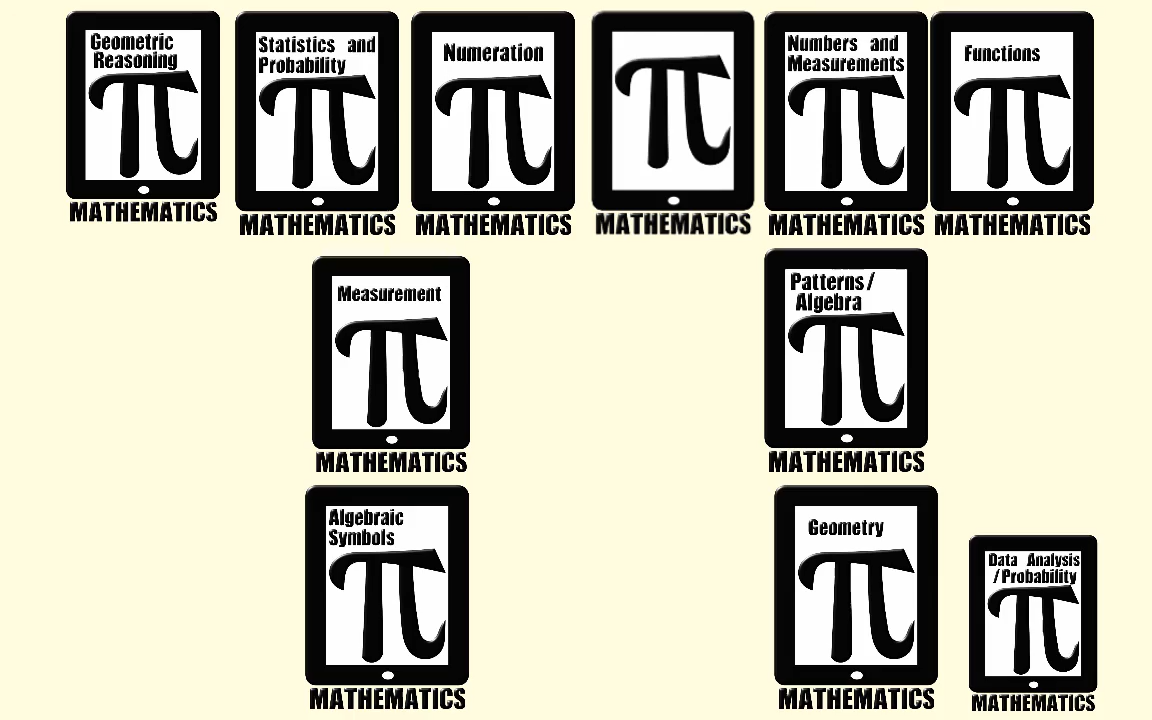 Geometric
Reasoning
π
MATHEMATICS
Statistics and
Probability
π
MATHEMATICS
Numeration
π
MATHEMATICS
π
MATHEMATICS
Numbers and
Measurements
π
MATHEMATICS
Functions
π
MATHEMATICS
Measurement
π
MATHEMATICS
Patterns/
Algebra
π
MATHEMATICS
Algebraic
Symbols
π
MATHEMATICS
Geometry
π
MATHEMATICS
Data Analysis
/Probability
π
MATHEMATICS